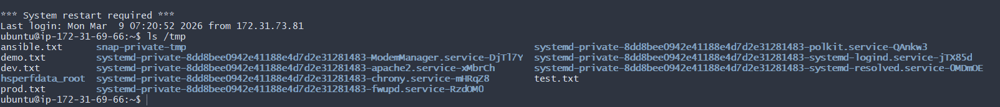 *** System restart required ***
Last login: Mon Mar  9 07:20:52 2026 from 172.31.73.81
ubuntu@ip-172-31-69-66:~$ ls /tmp
ansible.txt     snap-private-tmp                                                                 systemd-private-8dd8bee0942e41188e4d7d2e31281483-polkit.service-QAnkw3
demo.txt        systemd-private-8dd8bee0942e41188e4d7d2e31281483-ModemManager.service-DjTl7Y  systemd-private-8dd8bee0942e41188e4d7d2e31281483-systemd-logind.service-jTX85d
dev.txt         systemd-private-8dd8bee0942e41188e4d7d2e31281483-apache2.service-xMbrCh       systemd-private-8dd8bee0942e41188e4d7d2e31281483-systemd-resolved.service-OMDmOE
hsperfdata_root  systemd-private-8dd8bee0942e41188e4d7d2e31281483-chrony.service-mHRqZ8        test.txt
prod.txt        systemd-private-8dd8bee0942e41188e4d7d2e31281483-fwupd.service-RzdOM0
ubuntu@ip-172-31-69-66:~$